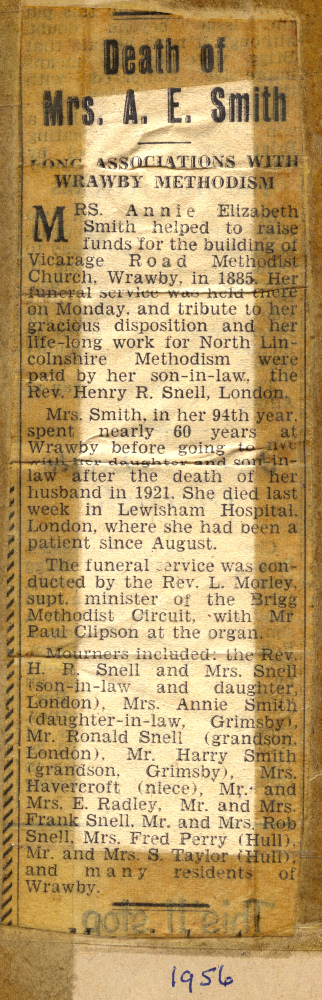 Death of
Mrs. A. E. Smith
LONG ASSOCIATIONS WITH
WRAWBY METHODISM
MRS. Annie Elizabeth
Smith helped to raise
funds for the building of
Vicarage Road Methodist
Church, Wrawby, in 1885. Her
funeral service was held there
on Monday, and tribute to her
gracious disposition and her
life-long work for North Lin-
colnshire Methodism were
paid by her son-in-law, the
Rev. Henry R. Snell, London.
Mrs. Smith, in her 94th year,
spent nearly 60 years at
Wrawby before going to live
with her daughter and son-in-
law after the death of her
husband in 1921. She died last
week in Lewisham Hospital,
London, where she had been a
patient since August.
The funeral service was con-
ducted by the Rev. L. Morley,
supt. minister of the Brigg
Methodist Circuit, with Mr
Paul Clipson at the organ.
Mourners included: the Rev.
H. R. Snell and Mrs. Snell
(son-in-law and daughter,
London), Mrs. Annie Smith
(daughter-in-law, Grimsby),
Mr. Ronald Snell (grandson,
London), Mr. Harry Smith
(grandson, Grimsby), Mrs.
Havercroft (niece), Mr. and
Mrs. E. Radley, Mr. and Mrs.
Frank Snell, Mr. and Mrs. Rob
Snell, Mrs. Fred Perry (Hull),
Mr. and Mrs. S. Taylor (Hull),
and many residents of
Wrawby.
This II stop
1956